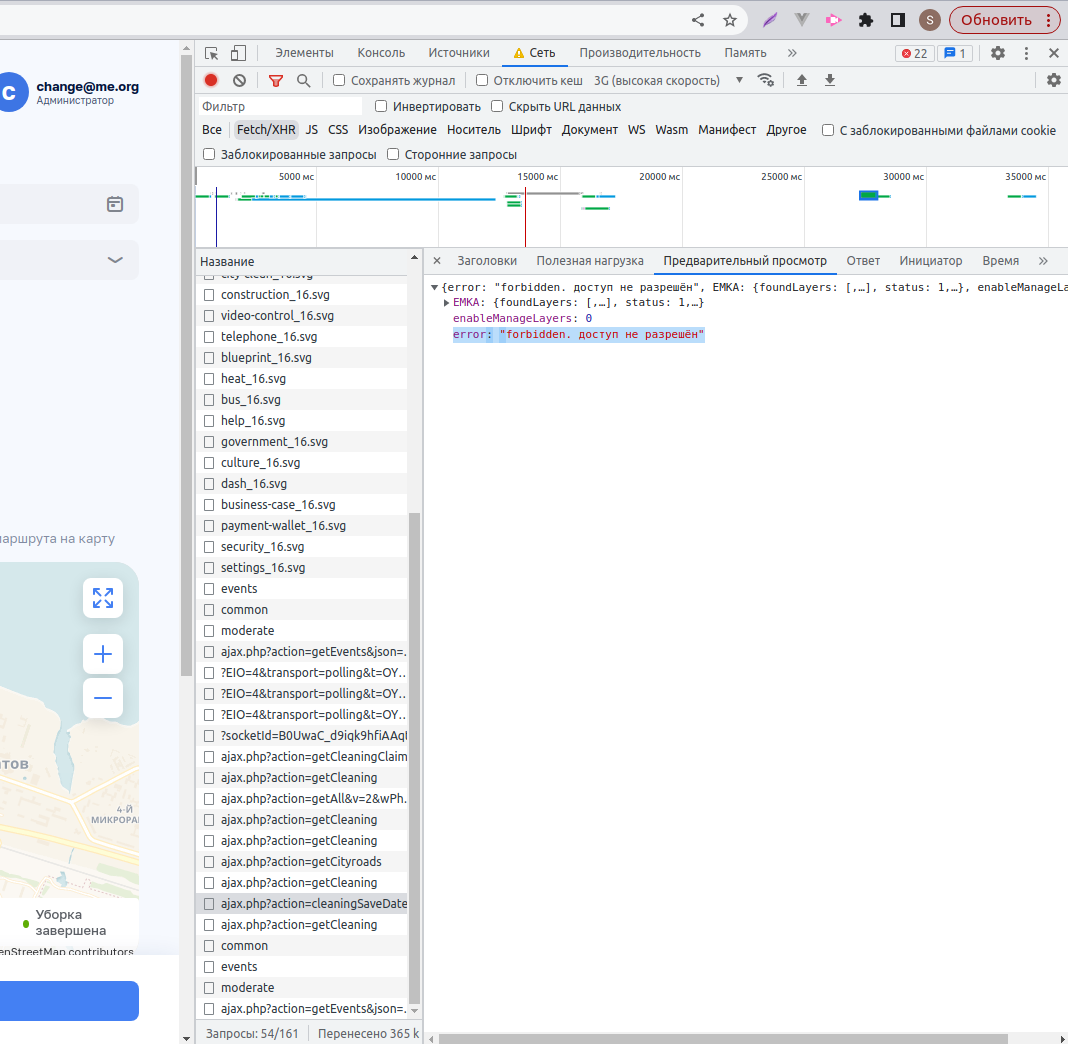 S
Обновить
Элементы
Консоль
Источники
Сеть
Производительность
Память
22
1
Сохранять журнал
Отключить кеш
3G (высокая скорость)
Фильтр
Инвертировать
Скрыть URL данных
Все
Fetch/XHR
JS
CSS
Изображение
Носитель
Шрифт
Документ
WS
Wasm
Манифест
Другое
С заблокированными файлами cookie
Заблокированные запросы
Сторонние запросы
5000 мс
10000 мс
15000 мс
20000 мс
25000 мс
30000 мс
35000 мс
C
change@me.org
Администратор
маршрута на карту
4-Й
МИКРОРА
Уборка
завершена
enStreetMap contributors
Название
city-clean_16.svg
construction_16.svg
video-control_16.svg
telephone_16.svg
blueprint_16.svg
heat_16.svg
bus_16.svg
help_16.svg
government_16.svg
culture_16.svg
dash_16.svg
business-case_16.svg
payment-wallet_16.svg
security_16.svg
settings_16.svg
events
common
moderate
ajax.php?action=getEvents&json=…
?EIO=4&transport=polling&t=OY…
?EIO=4&transport=polling&t=OY…
?EIO=4&transport=polling&t=OY…
?socketId=B0UwaC_d9iqk9hfiAAqI
ajax.php?action=getCleaningClaim
ajax.php?action=getCleaning
ajax.php?action=getAll&v=2&wPh…
ajax.php?action=getCleaning
ajax.php?action=getCleaning
ajax.php?action=getCityroads
ajax.php?action=getCleaning
ajax.php?action=cleaningSaveDate
ajax.php?action=getCleaning
common
events
moderate
ajax.php?action=getEvents&json=…
Запросы: 54/161
Перенесено 365 k
Заголовки
Полезная нагрузка
Предварительный просмотр
Ответ
Инициатор
Время
{error: "forbidden. доступ не разрешён", EMKA: {foundLayers: [,…], status: 1,…}, enableManageLa
EMKA: {foundLayers: [,…], status: 1,…}
enableManageLayers: 0
error: "forbidden. доступ не разрешён"